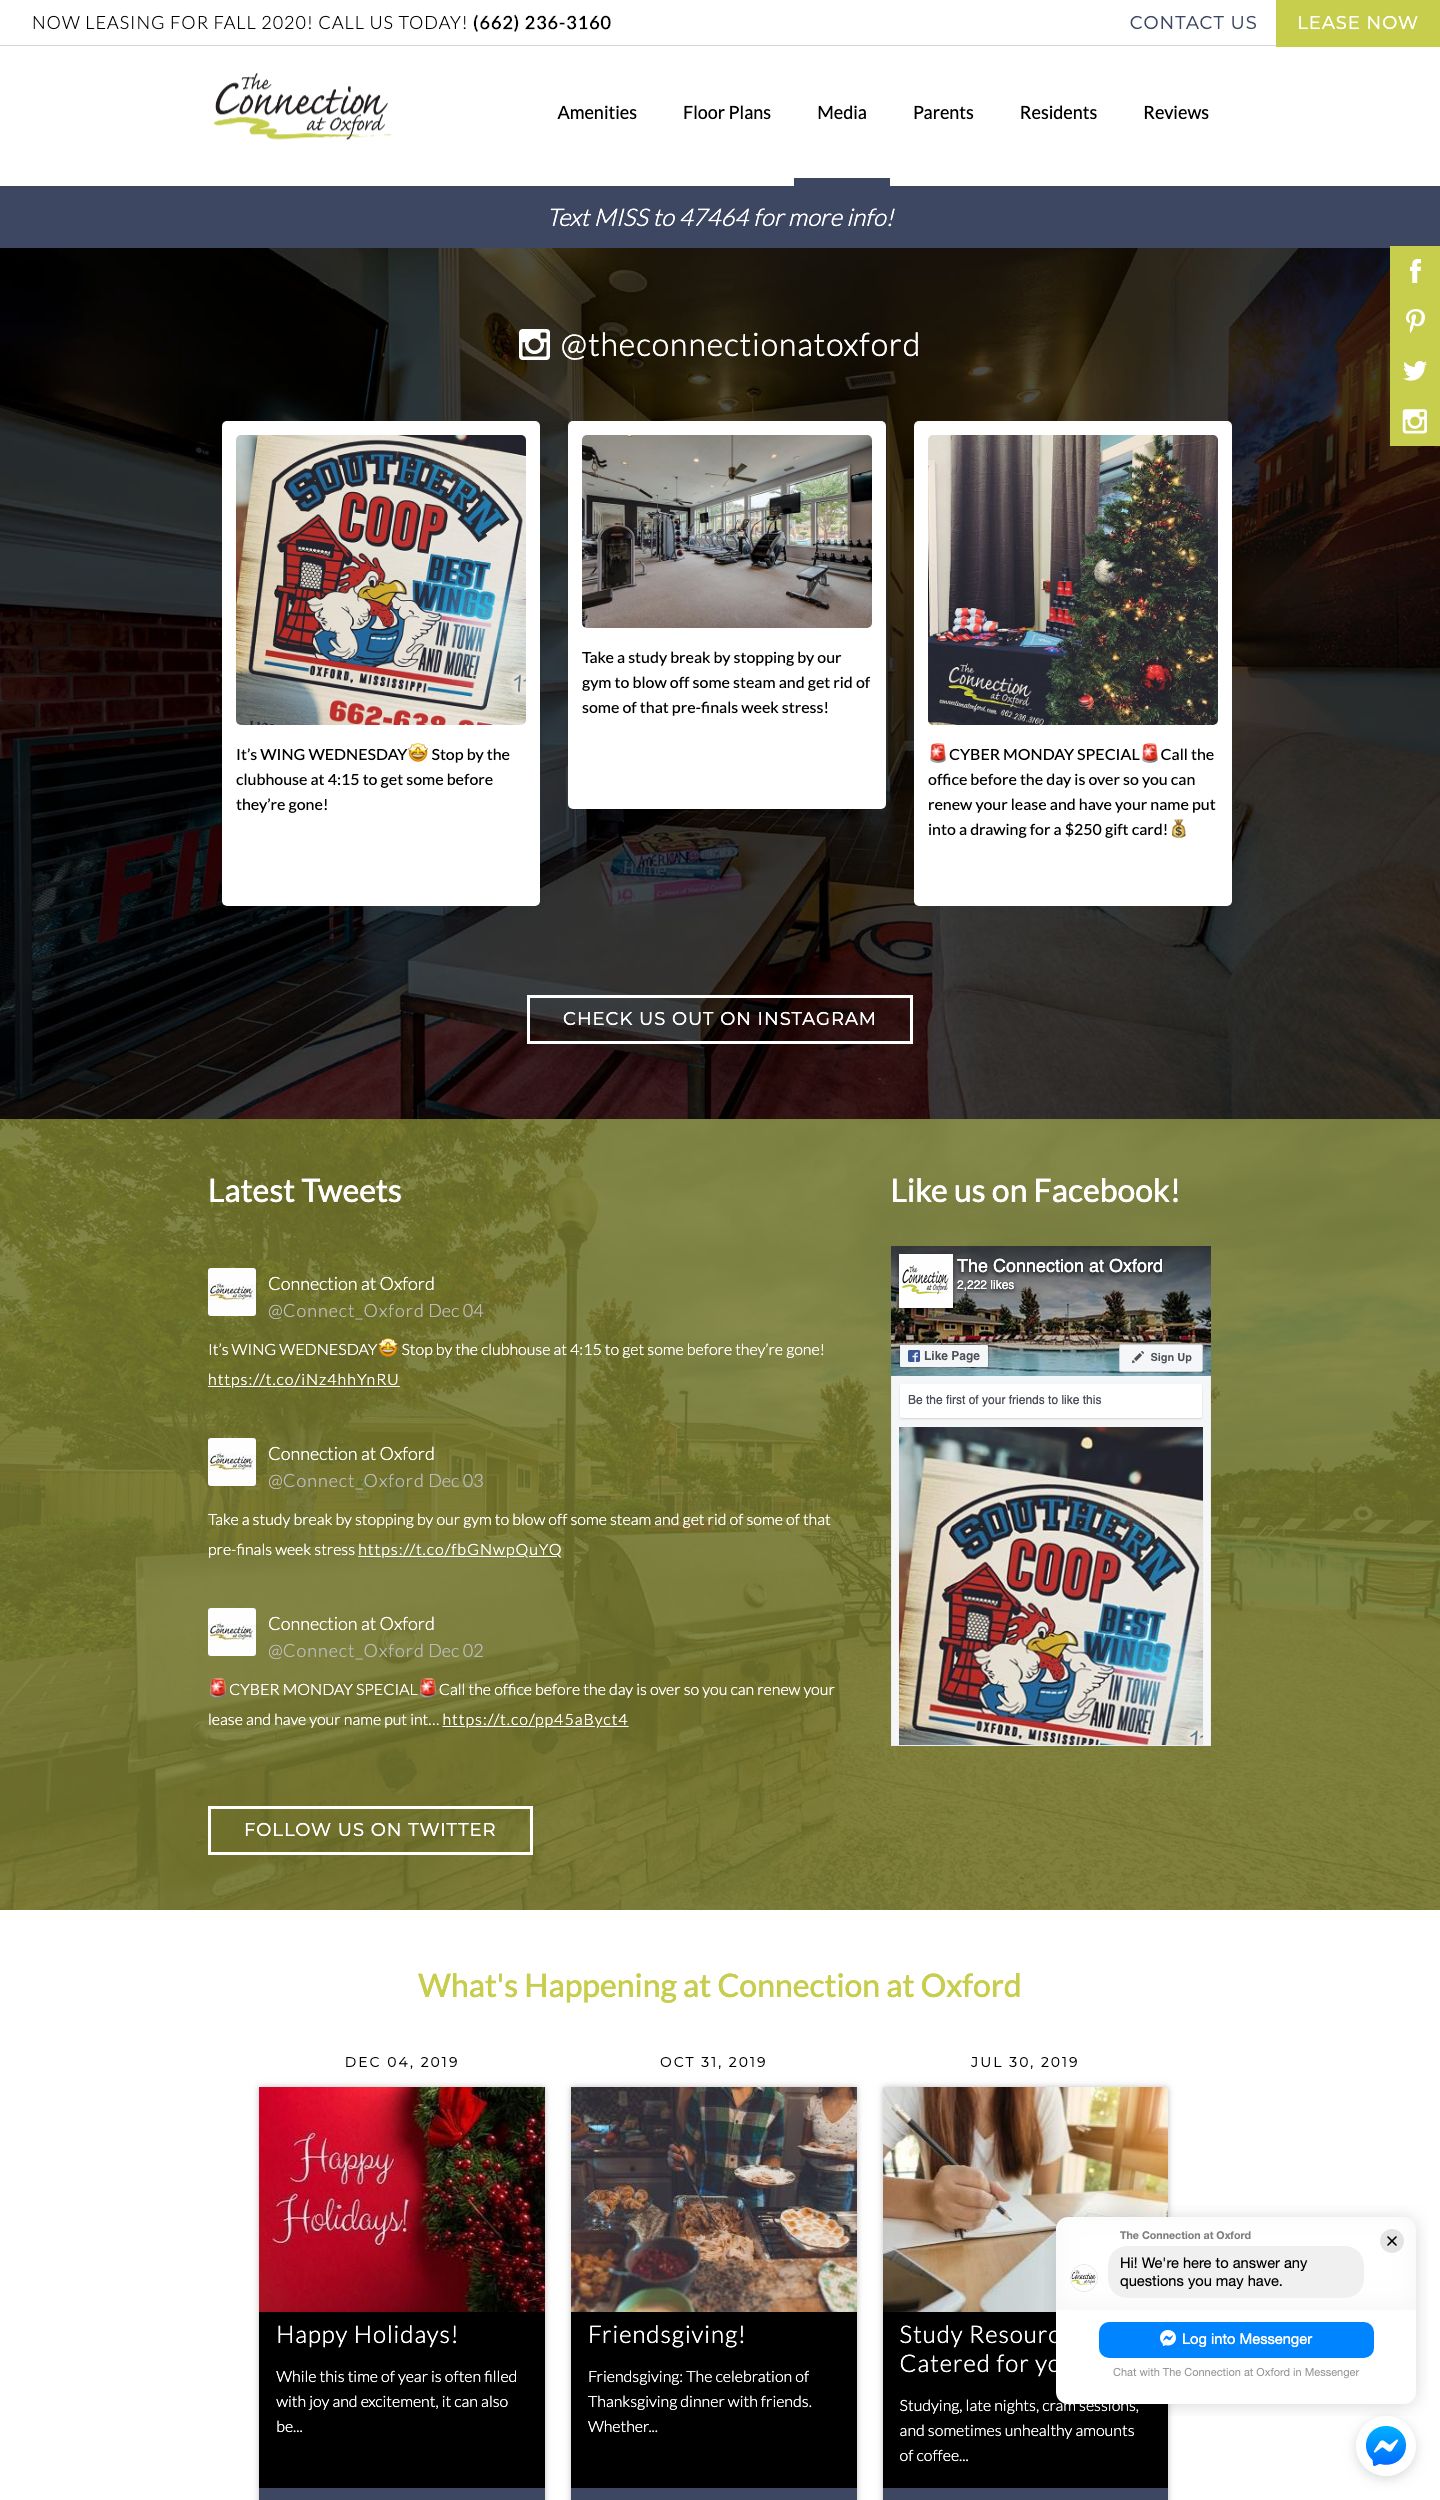 NOW LEASING FOR FALL 2020! CALL US TODAY! (662) 236-3160
CONTACT US
LEASE NOW
The
Connection
at Oxford
Amenities
Floor Plans
Media
Parents
Residents
Reviews
Text MISS to 47464 for more info!
@theconnectionatoxford
SOUTHERN
COOP
BEST
WINGS
IN TOWN
AND MORE!
OXFORD, MISSISSIPPI
It's WING WEDNESDAY🤩 Stop by the
clubhouse at 4:15 to get some before
they're gone!
Take a study break by stopping by our
gym to blow off some steam and get rid of
some of that pre-finals week stress!
The
Connection
at Oxford
connectionatoxford.com 662.236.3160
🚨CYBER MONDAY SPECIAL🚨Call the
office before the day is over so you can
renew your lease and have your name put
into a drawing for a $250 gift card!💰
AMERICAN
Home
CHECK US OUT ON INSTAGRAM
Latest Tweets
Connection at Oxford
@Connect_Oxford Dec 04
It's WING WEDNESDAY🤩 Stop by the clubhouse at 4:15 to get some before they're gone!
https://t.co/iNz4hhYnRU
Connection at Oxford
@Connect_Oxford Dec 03
Take a study break by stopping by our gym to blow off some steam and get rid of some of that
pre-finals week stress https://t.co/fbGNwpQuYQ
Connection at Oxford
@Connect_Oxford Dec 02
🚨CYBER MONDAY SPECIAL🚨Call the office before the day is over so you can renew your
lease and have your name put int... https://t.co/pp45aByct4
FOLLOW US ON TWITTER
Like us on Facebook!
The
Connection
at Oxford
The Connection at Oxford
2,222 likes
Like Page
Sign Up
Be the first of your friends to like this
SOUTHERN
COOP
BEST
WINGS
IN TOWN
AND MORE!
OXFORD, MISSISSIPPI
What's Happening at Connection at Oxford
DEC 04, 2019
Happy
Holidays!
Happy Holidays!
While this time of year is often filled
with joy and excitement, it can also
be...
OCT 31, 2019
Friendsgiving!
Friendsgiving: The celebration of
Thanksgiving dinner with friends.
Whether...
JUL 30, 2019
Study Resourc
Catered for yo
Studying, late nights, cram sessions,
and sometimes unhealthy amounts
of coffee...
The Connection at Oxford
Hi! We're here to answer any
questions you may have.
Log into Messenger
Chat with The Connection at Oxford in Messenger